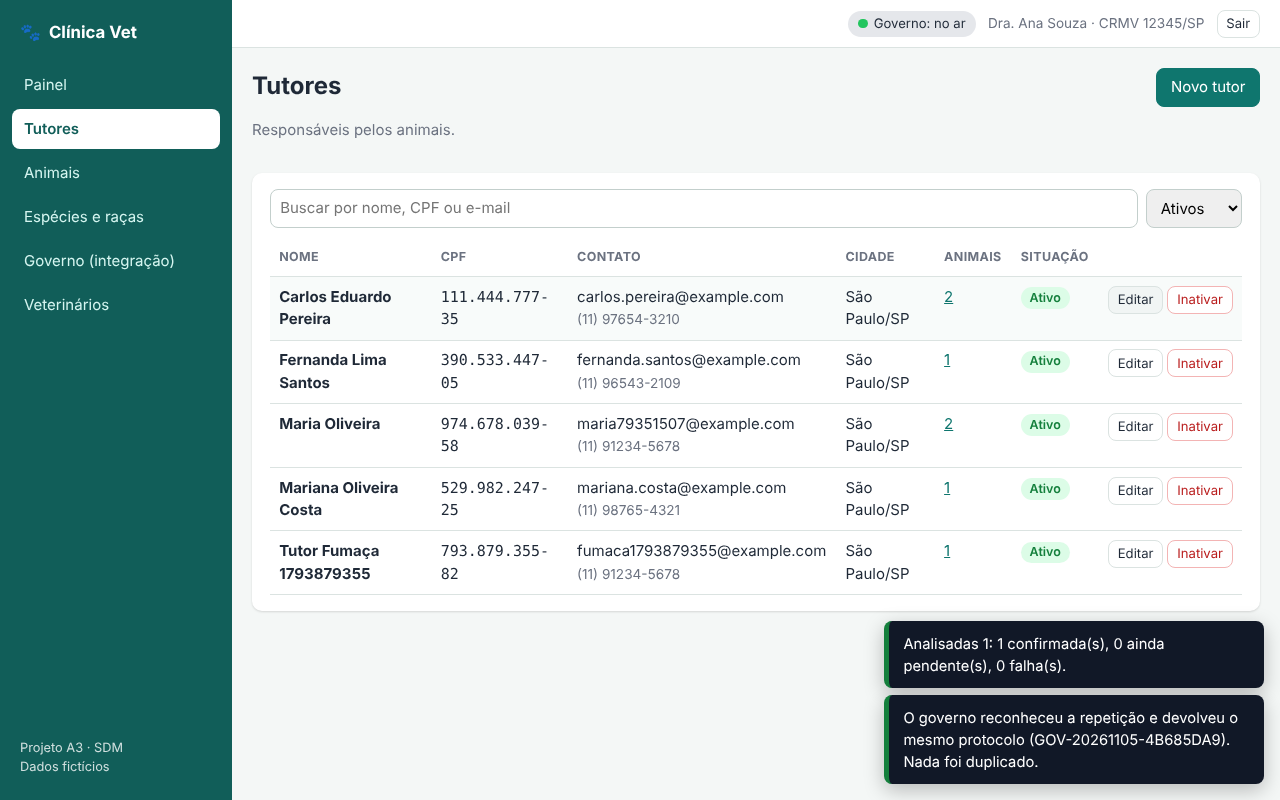 Clínica Vet
Governo: no ar
Dra. Ana Souza · CRMV 12345/SP
Sair
Painel
Tutores
Animais
Espécies e raças
Governo (integração)
Veterinários
Projeto A3 · SDM
Dados fictícios
Tutores
Novo tutor
Responsáveis pelos animais.
Buscar por nome, CPF ou e-mail
Ativos
NOME CPF CONTATO CIDADE ANIMAIS SITUAÇÃO
Carlos Eduardo 111.444.777- carlos.pereira@example.com São 2 Ativo Editar Inativar
Pereira 35 (11) 97654-3210 Paulo/SP
Fernanda Lima 390.533.447- fernanda.santos@example.com São 1 Ativo Editar Inativar
Santos 05 (11) 96543-2109 Paulo/SP
Maria Oliveira 974.678.039- maria79351507@example.com São 2 Ativo Editar Inativar
58 (11) 91234-5678 Paulo/SP
Mariana Oliveira 529.982.247- mariana.costa@example.com São 1 Ativo Editar Inativar
Costa 25 (11) 98765-4321 Paulo/SP
Tutor Fumaça 793.879.355- fumaca1793879355@example.com São 1 Ativo Editar Inativar
1793879355 82 (11) 91234-5678 Paulo/SP
Analisadas 1: 1 confirmada(s), 0 ainda
pendente(s), 0 falha(s).
O governo reconheceu a repetição e devolveu o
mesmo protocolo (GOV-20261105-4B685DA9).
Nada foi duplicado.